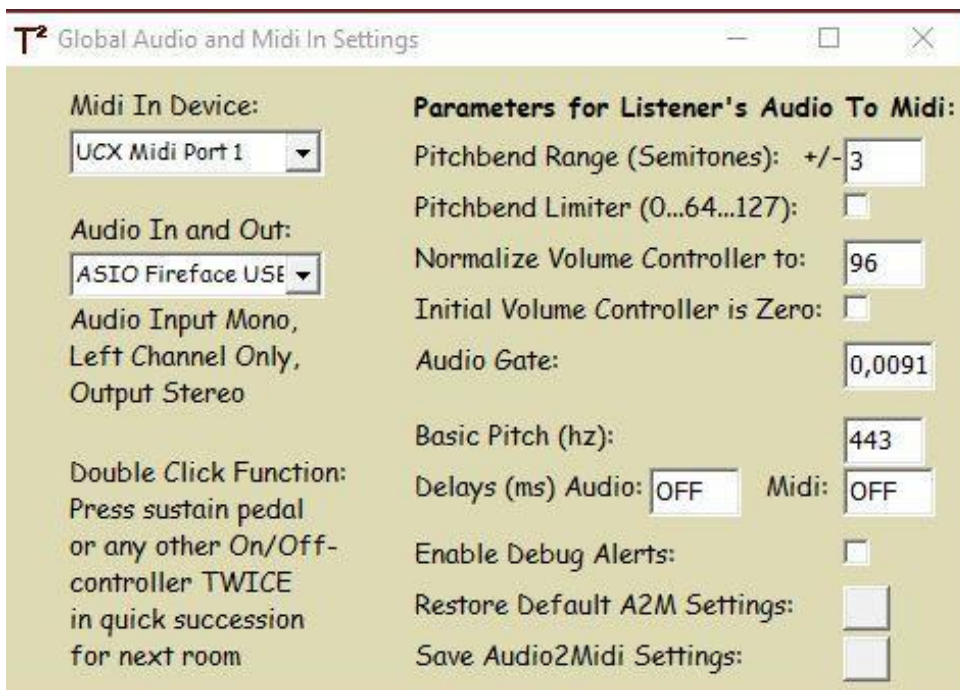 T² Global Audio and Midi In Settings
Midi In Device:
UCX Midi Port 1
Audio In and Out:
ASIO Fireface USE
Audio Input Mono,
Left Channel Only,
Output Stereo
Double Click Function:
Press sustain pedal
or any other On/Off-
controller TWICE
in quick succession
for next room
Parameters for Listener's Audio To Midi:
Pitchbend Range (Semitones): +/- 3
Pitchbend Limiter (0...64...127):
Normalize Volume Controller to: 96
Initial Volume Controller is Zero:
Audio Gate: 0,0091
Basic Pitch (hz): 443
Delays (ms) Audio: OFF Midi: OFF
Enable Debug Alerts:
Restore Default A2M Settings:
Save Audio2Midi Settings: